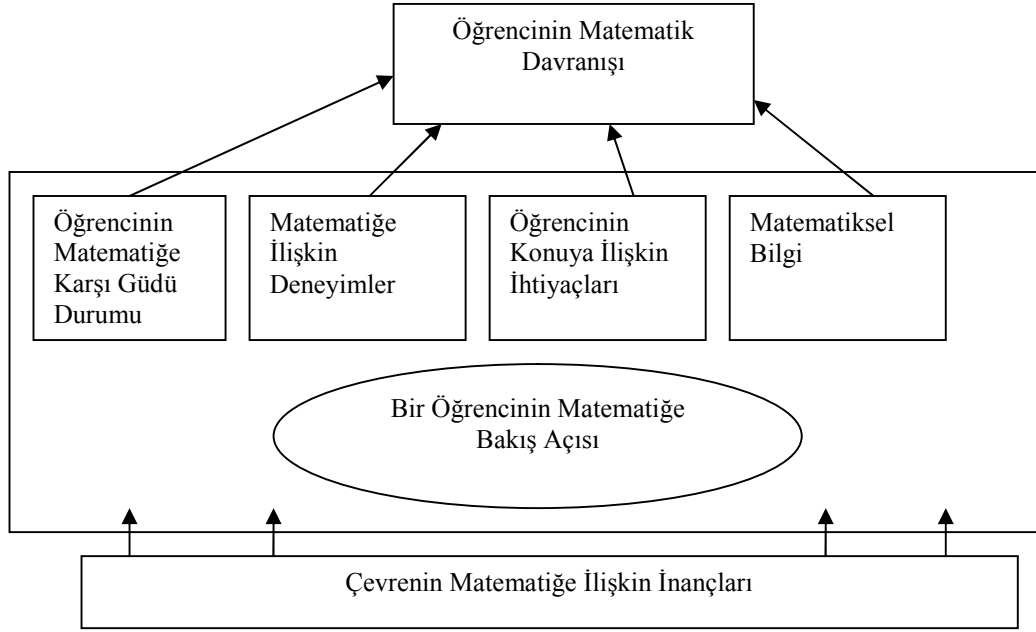 Öğrencinin Matematik
Davranışı
Öğrencinin
Matematiğe
Karşı Güdü
Durumu
Matematiğe
İlişkin
Deneyimler
Öğrencinin
Konuya İlişkin
İhtiyaçları
Matematiksel
Bilgi
Bir Öğrencinin Matematiğe
Bakış Açısı
Çevrenin Matematiğe İlişkin İnançları